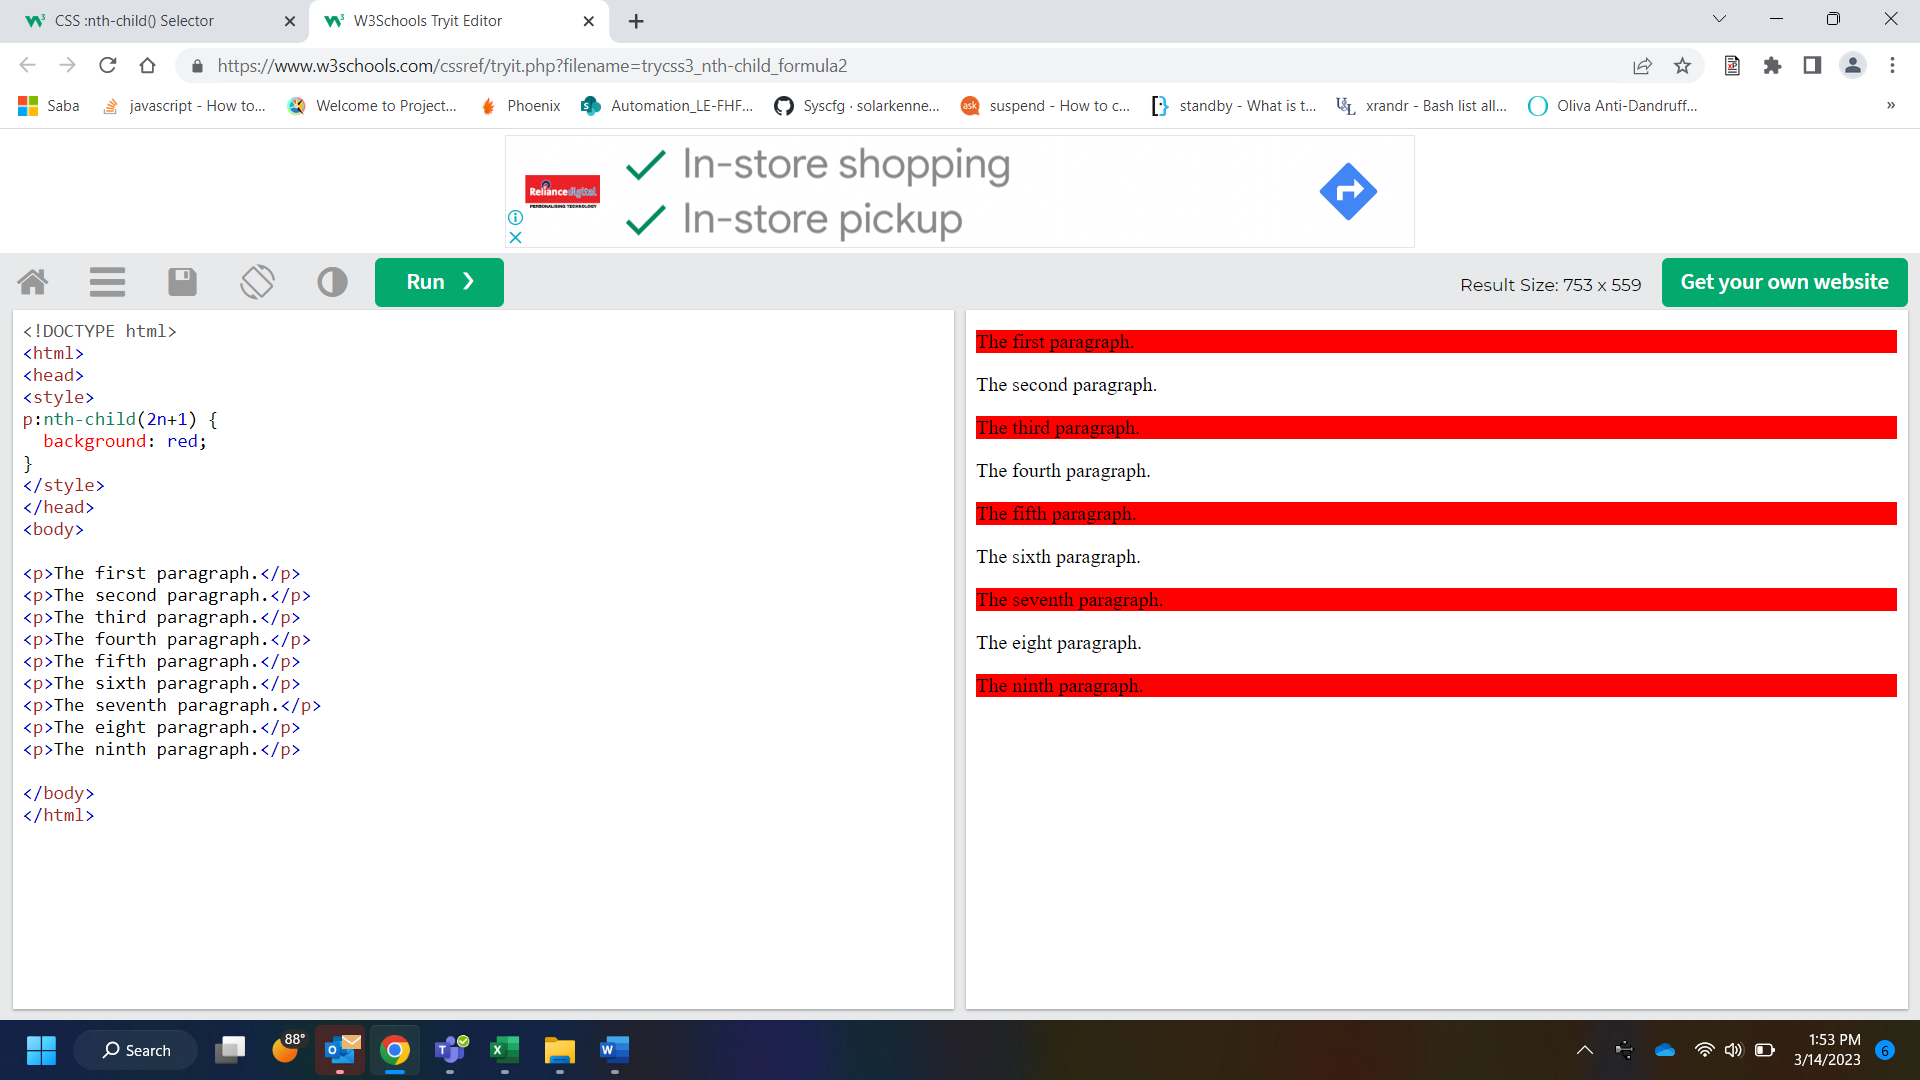 CSS :nth-child() Selector
W3Schools Tryit Editor
https://www.w3schools.com/cssref/tryit.php?filename=trycss3_nth-child_formula2
Saba
javascript - How to...
Welcome to Project...
Phoenix
Automation_LE-FHF...
Syscfg · solarkenne...
ask
suspend - How to c...
standby - What is t...
U&L
xrandr - Bash list all...
Oliva Anti-Dandruff...
»
Reliance digital
PERSONALISING TECHNOLOGY
In-store shopping
In-store pickup
Run ❯
Result Size: 753 x 559
Get your own website
<!DOCTYPE html>
<html>
<head>
<style>
p:nth-child(2n+1) {
  background: red;
}
</style>
</head>
<body>
<p>The first paragraph.</p>
<p>The second paragraph.</p>
<p>The third paragraph.</p>
<p>The fourth paragraph.</p>
<p>The fifth paragraph.</p>
<p>The sixth paragraph.</p>
<p>The seventh paragraph.</p>
<p>The eight paragraph.</p>
<p>The ninth paragraph.</p>
</body>
</html>
The first paragraph.
The second paragraph.
The third paragraph.
The fourth paragraph.
The fifth paragraph.
The sixth paragraph.
The seventh paragraph.
The eight paragraph.
The ninth paragraph.
Search
88°
1:53 PM
3/14/2023
6